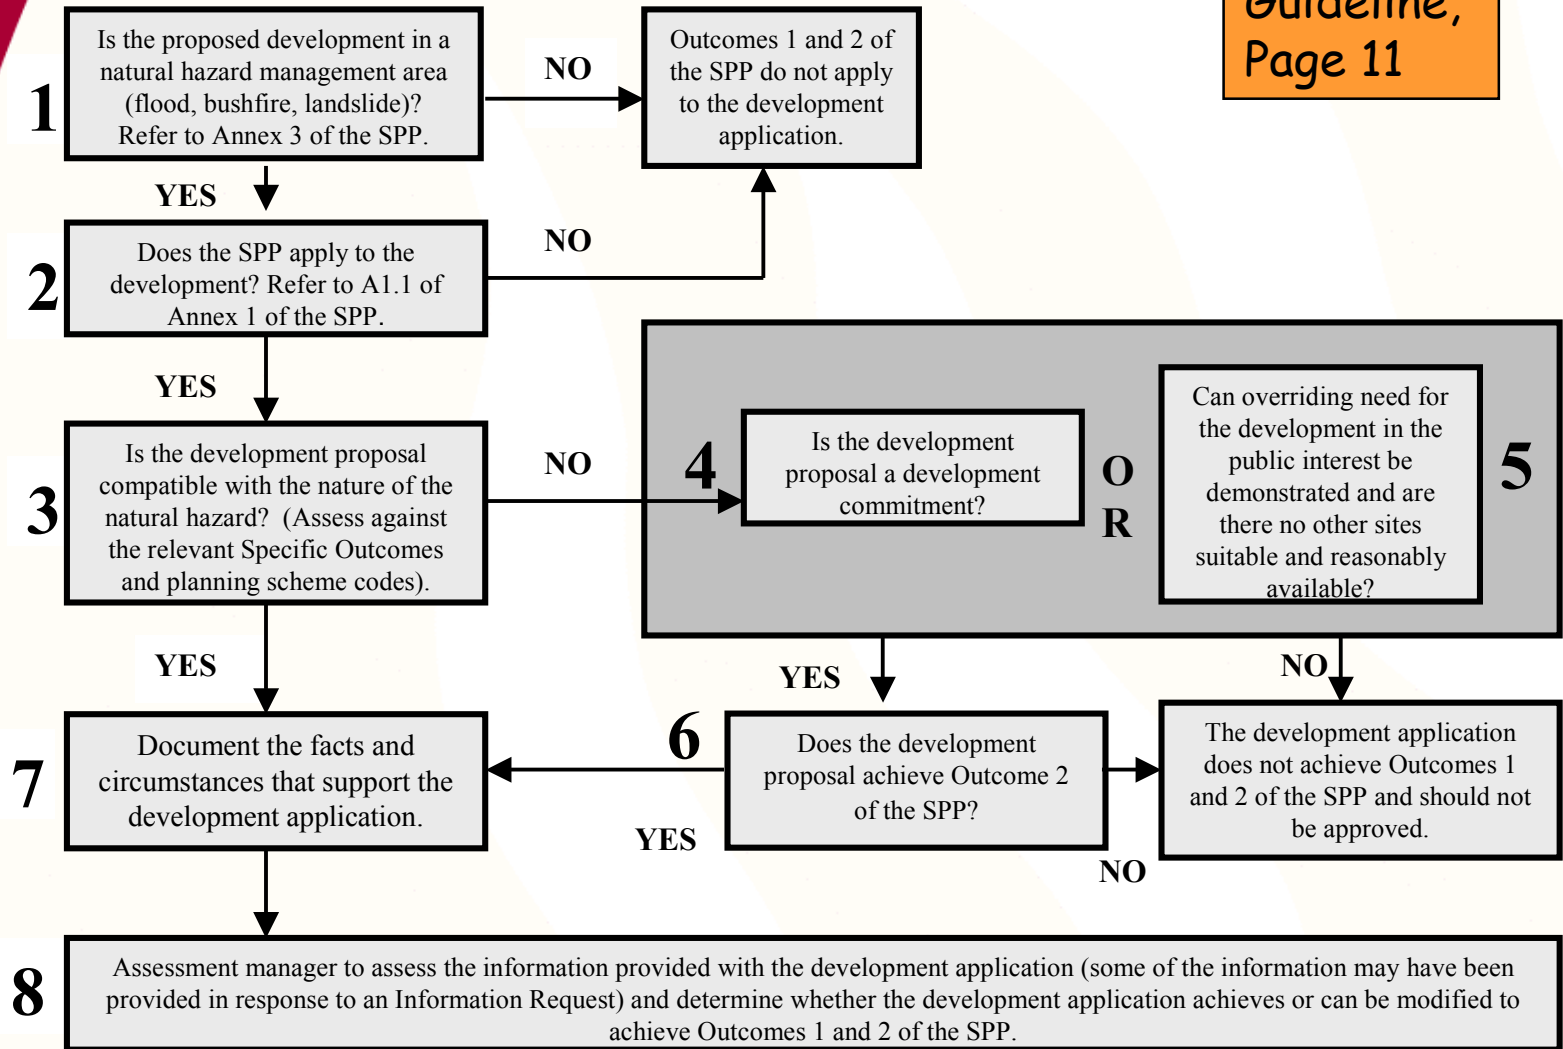 Guideline,
Page 11
1
Is the proposed development in a
natural hazard management area
(flood, bushfire, landslide)?
Refer to Annex 3 of the SPP.
NO
Outcomes 1 and 2 of
the SPP do not apply
to the development
application.
YES
2
Does the SPP apply to the
development? Refer to A1.1 of
Annex 1 of the SPP.
NO
YES
3
Is the development proposal
compatible with the nature of the
natural hazard?  (Assess against
the relevant Specific Outcomes
and planning scheme codes).
NO
4
Is the development
proposal a development
commitment?
O
R
Can overriding need for
the development in the
public interest be
demonstrated and are
there no other sites
suitable and reasonably
available?
5
YES
YES
NO
7
Document the facts and
circumstances that support the
development application.
6
Does the development
proposal achieve Outcome 2
of the SPP?
The development application
does not achieve Outcomes 1
and 2 of the SPP and should not
be approved.
YES
NO
8
Assessment manager to assess the information provided with the development application (some of the information may have been
provided in response to an Information Request) and determine whether the development application achieves or can be modified to
achieve Outcomes 1 and 2 of the SPP.